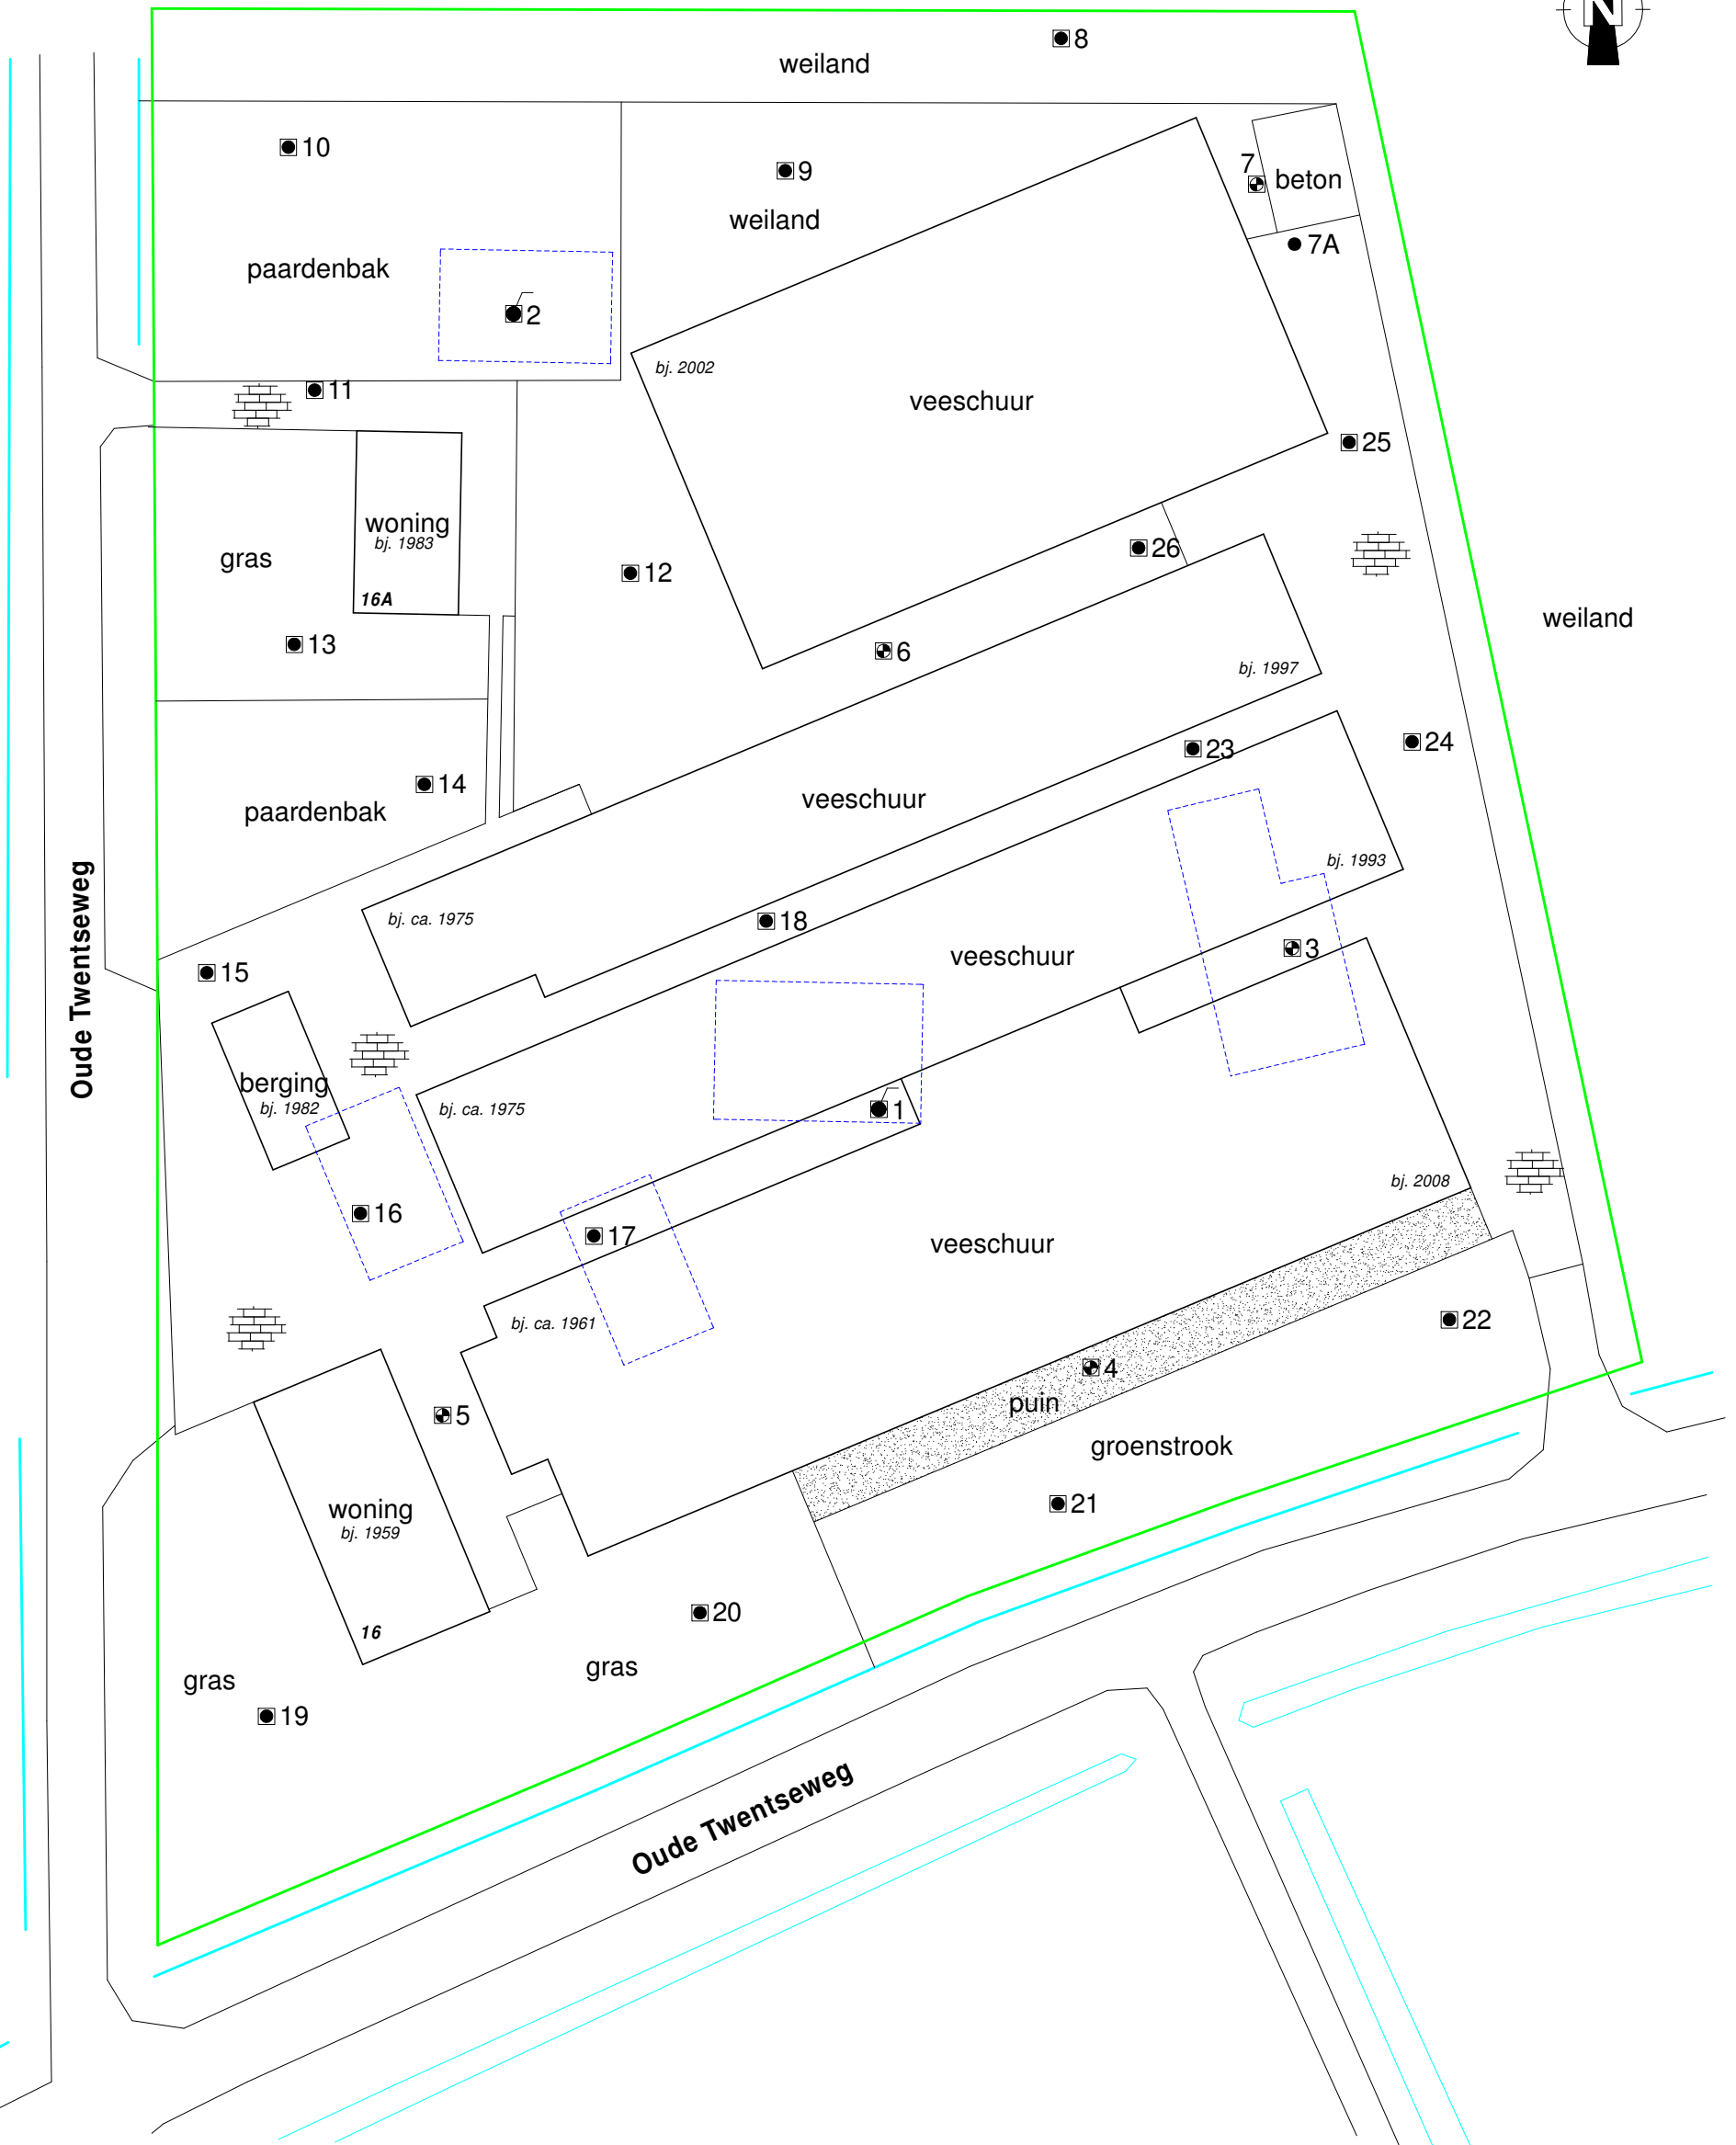 N
8
weiland
10
9
7
beton
weiland
7A
paardenbak
2
bj. 2002
11
veeschuur
25
woning
bj. 1983
gras
26
12
16A
weiland
13
6
bj. 1997
23
24
14
veeschuur
paardenbak
bj. 1993
bj. ca. 1975
18
3
veeschuur
15
Oude Twentseweg
berging
bj. 1982
bj. ca. 1975
1
bj. 2008
16
17
veeschuur
bj. ca. 1961
22
4
puin
5
groenstrook
woning
bj. 1959
21
20
16
gras
gras
19
Oude Twentseweg